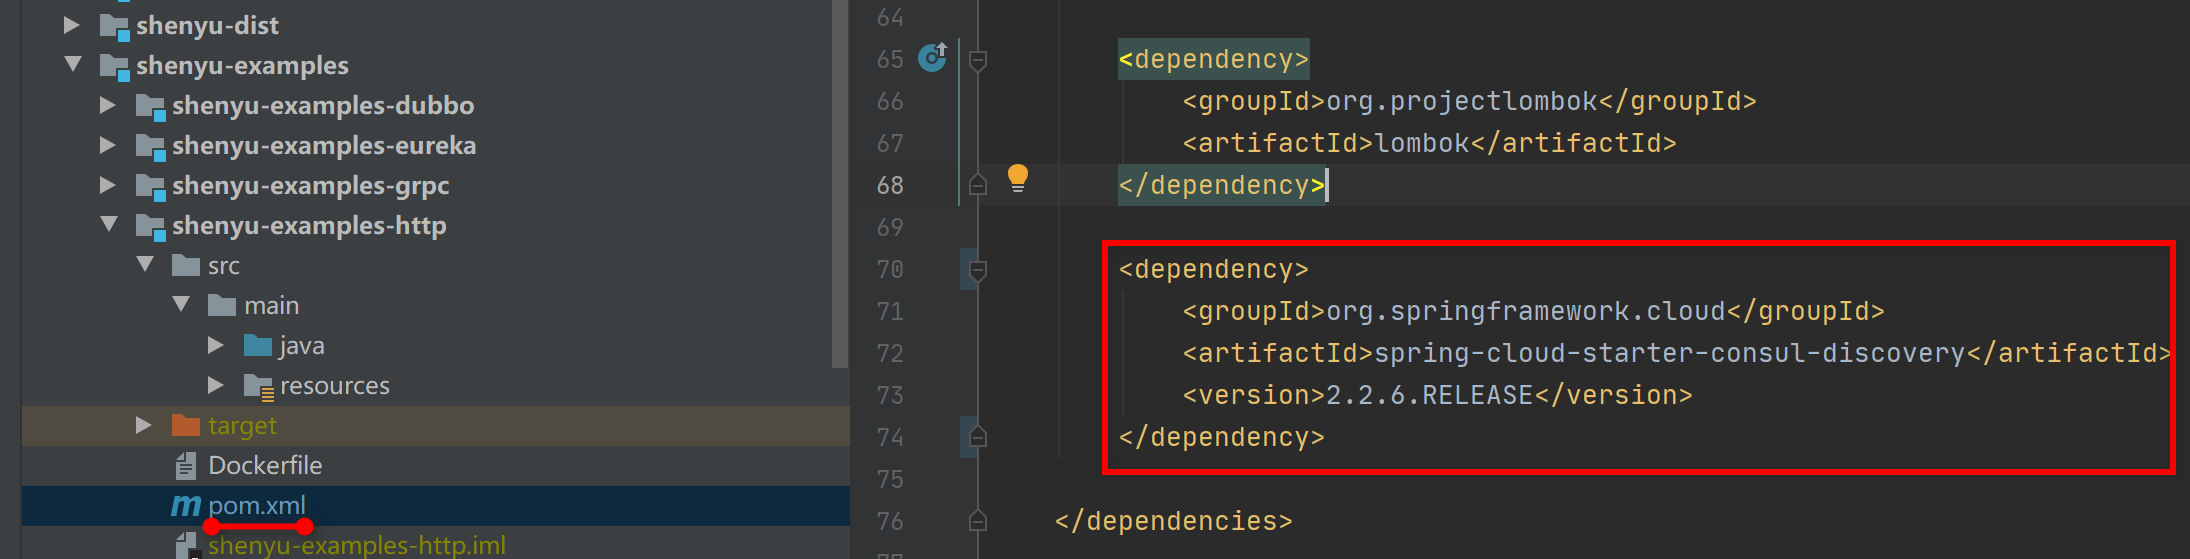 shenyu-dist
shenyu-examples
shenyu-examples-dubbo
shenyu-examples-eureka
shenyu-examples-grpc
shenyu-examples-http
src
main
java
resources
target
Dockerfile
pom.xml
shenyu-examples-http.iml
64
65 <dependency>
66 <groupId>org.projectlombok</groupId>
67 <artifactId>lombok</artifactId>
68 </dependency>
69
70 <dependency>
71 <groupId>org.springframework.cloud</groupId>
72 <artifactId>spring-cloud-starter-consul-discovery</artifactId>
73 <version>2.2.6.RELEASE</version>
74 </dependency>
75
76 </dependencies>